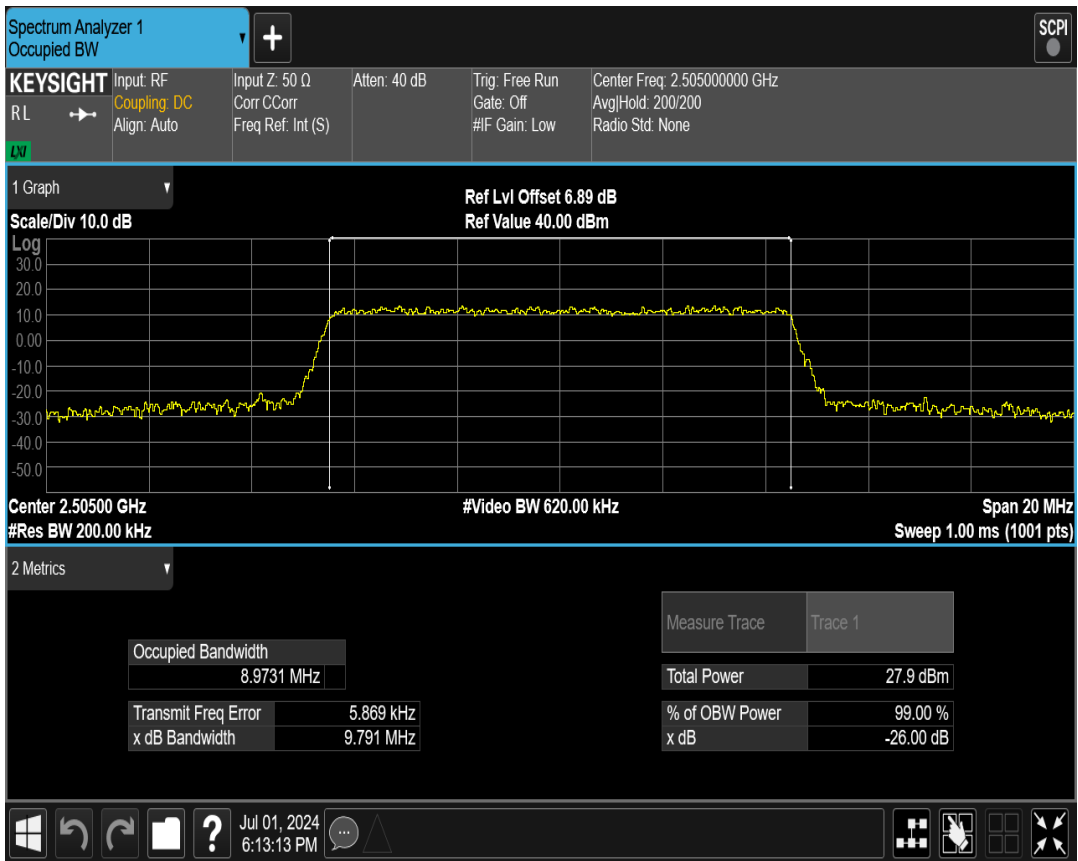 Spectrum Analyzer 1
Occupied BW
+
SCPI
KEYSIGHT
R L
LXI
Input: RF
Coupling: DC
Align: Auto
Input Z: 50 Ω
Corr CCorr
Freq Ref: Int (S)
Atten: 40 dB
Trig: Free Run
Gate: Off
#IF Gain: Low
Center Freq: 2.505000000 GHz
Avg|Hold: 200/200
Radio Std: None
1 Graph
Ref Lvl Offset 6.89 dB
Scale/Div 10.0 dB
Ref Value 40.00 dBm
Log
30.0
20.0
10.0
0.00
-10.0
-20.0
-30.0
-40.0
-50.0
Center 2.50500 GHz
#Video BW 620.00 kHz
Span 20 MHz
#Res BW 200.00 kHz
Sweep 1.00 ms (1001 pts)
2 Metrics
Measure Trace
Trace 1
Occupied Bandwidth
8.9731 MHz
Total Power
27.9 dBm
Transmit Freq Error
5.869 kHz
% of OBW Power
99.00 %
x dB Bandwidth
9.791 MHz
x dB
-26.00 dB
?
Jul 01, 2024
6:13:13 PM